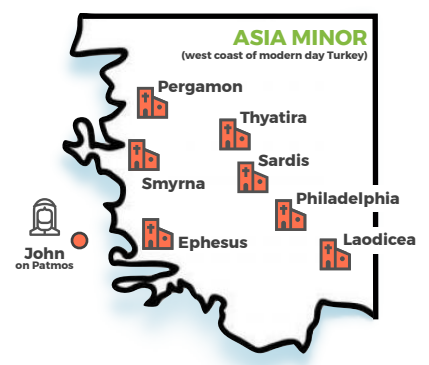 ASIA MINOR
(west coast of modern day Turkey)
Pergamon
Thyatira
Sardis
Smyrna
Philadelphia
Ephesus
Laodicea
John
on Patmos